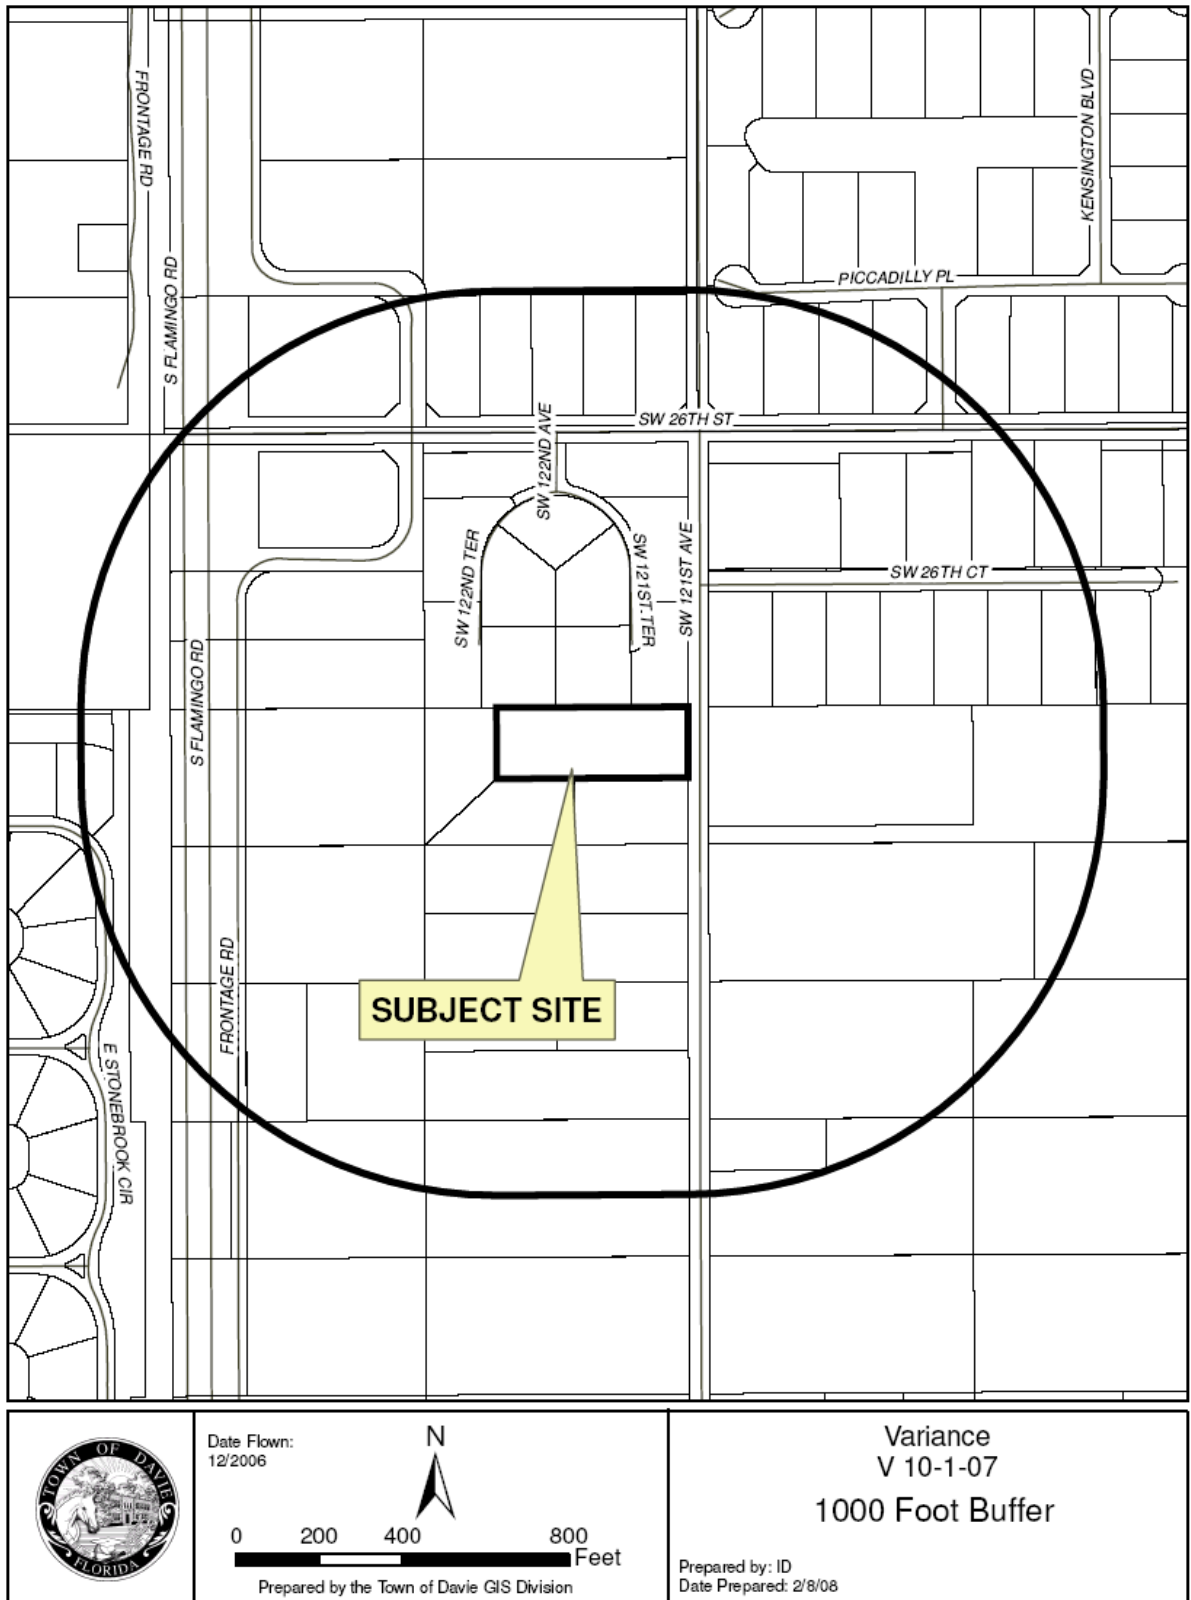 FRONTAGE RD
KENSINGTON BLVD
S FLAMINGO RD
PICCADILLY PL
SW 26TH ST
SW 122ND AVE
SW 122ND TER
SW 121ST TER
SW 121ST AVE
SW 26TH CT
S FLAMINGO RD
FRONTAGE RD
SUBJECT SITE
E STONEBROOK CIR
TOWN OF DAVIE
FLORIDA
Date Flown:
12/2006
N
0 200 400 800
Feet
Prepared by the Town of Davie GIS Division
Variance
V 10-1-07
1000 Foot Buffer
Prepared by: ID
Date Prepared: 2/8/08